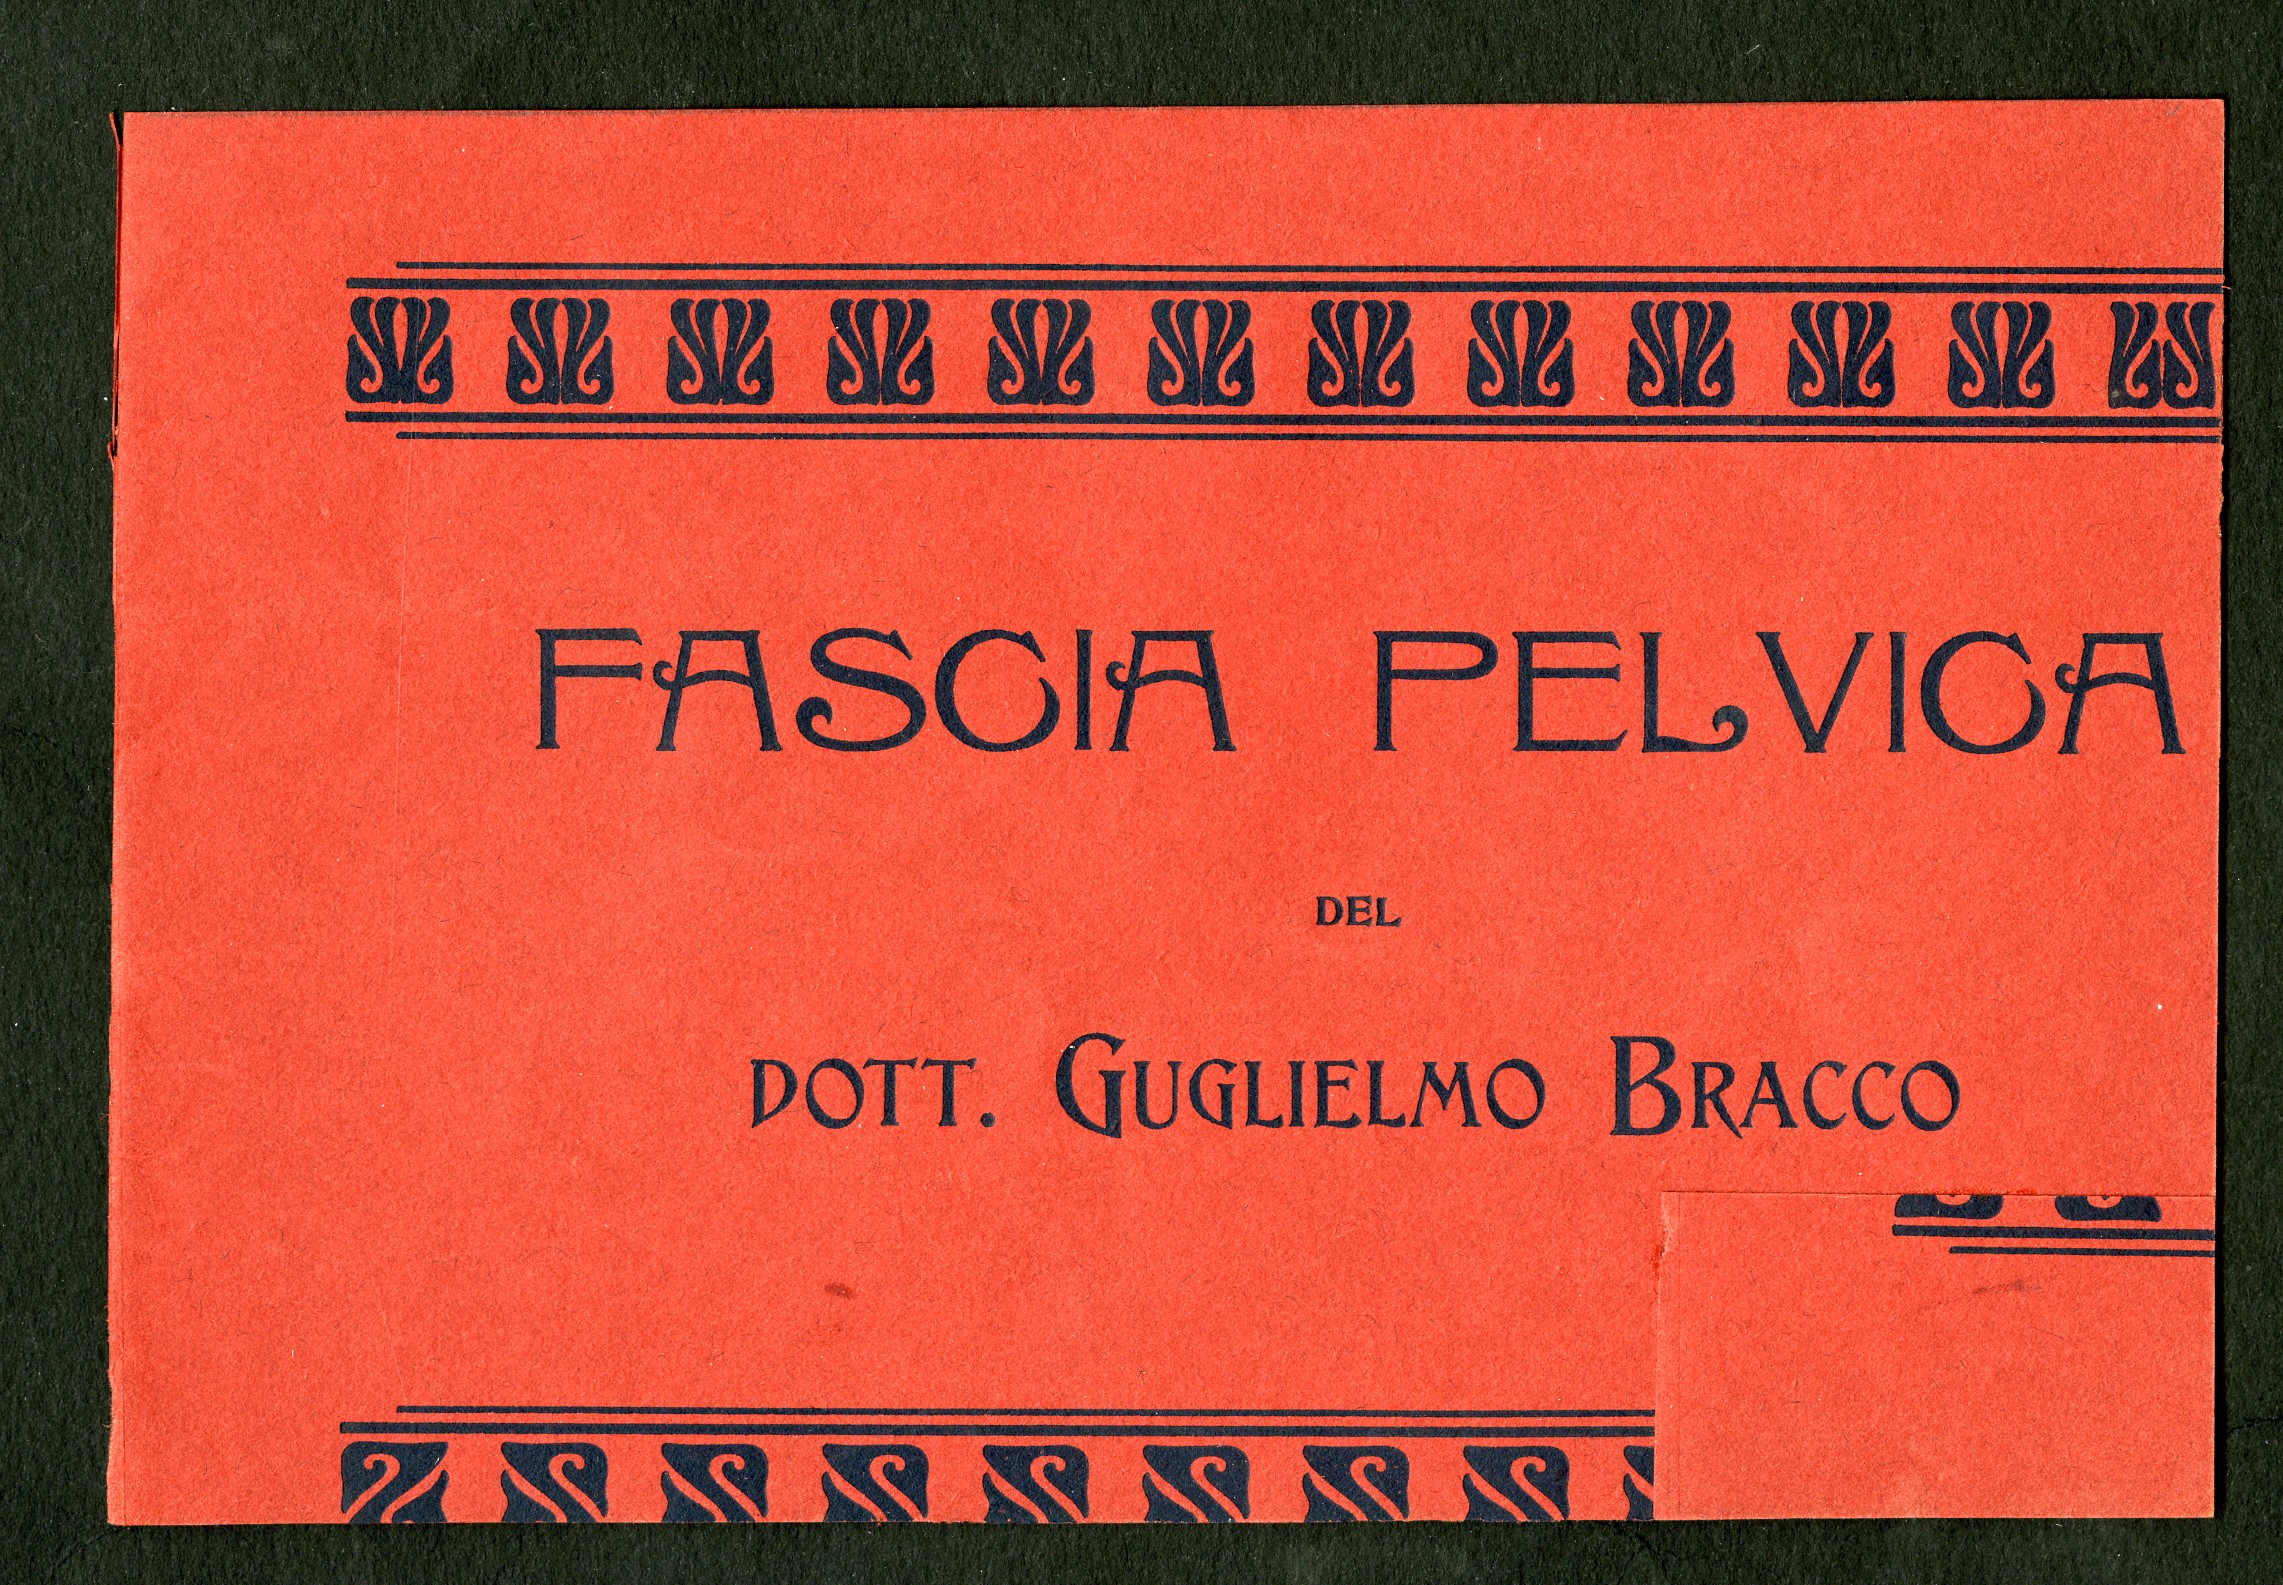 FASCIA PELVICA
DEL
DOTT. GUGLIELMO BRACCO